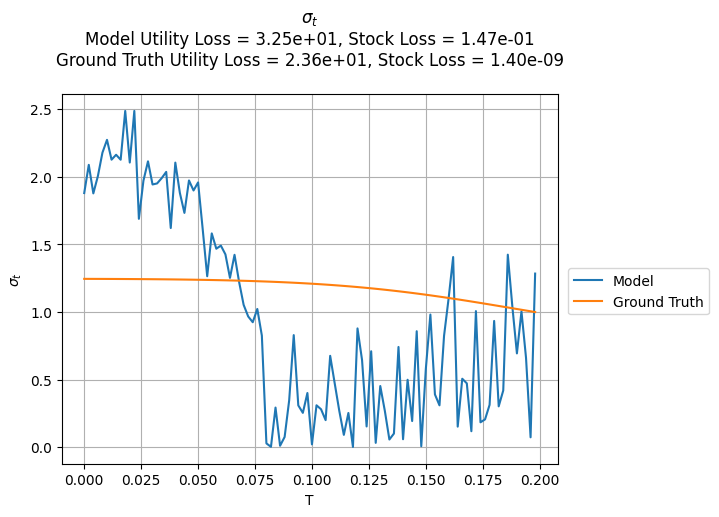 σₜ
Model Utility Loss = 3.25e+01, Stock Loss = 1.47e-01
Ground Truth Utility Loss = 2.36e+01, Stock Loss = 1.40e-09
2.5
2.0
1.5
1.0
0.5
0.0
σₜ
0.000 0.025 0.050 0.075 0.100 0.125 0.150 0.175 0.200
T
Model
Ground Truth